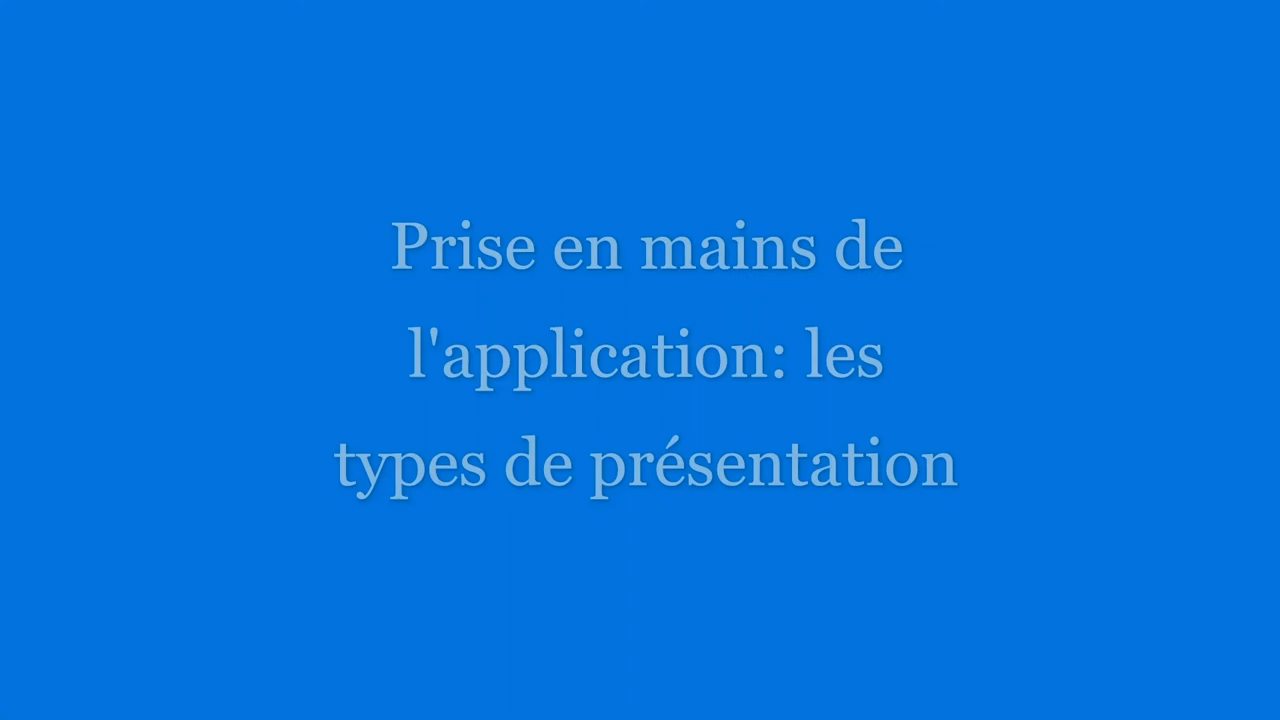 Prise en mains de
l'application: les
types de présentation